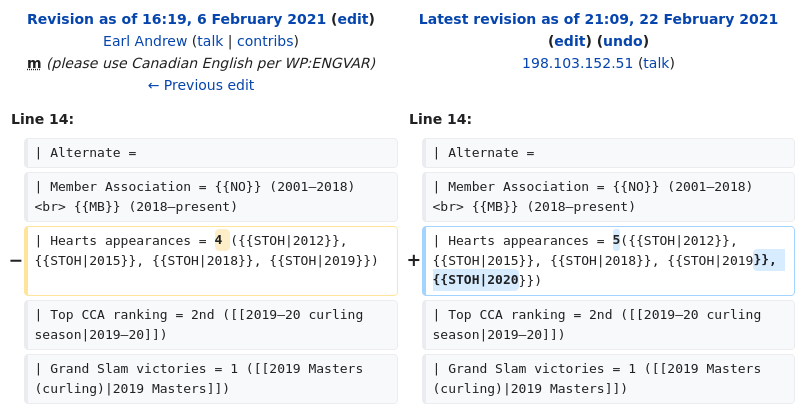 Revision as of 16:19, 6 February 2021 (edit)
Earl Andrew (talk | contribs)
m (please use Canadian English per WP:ENGVAR)
← Previous edit
Latest revision as of 21:09, 22 February 2021
(edit) (undo)
198.103.152.51 (talk)
Line 14:
Line 14:
| Alternate =
| Alternate =
| Member Association = {{NO}} (2001–2018)
<br> {{MB}} (2018–present)
| Member Association = {{NO}} (2001–2018)
<br> {{MB}} (2018–present)
− | Hearts appearances = 4 ({{STOH|2012}},
{{STOH|2015}}, {{STOH|2018}}, {{STOH|2019}})
+ | Hearts appearances = 5({{STOH|2012}},
{{STOH|2015}}, {{STOH|2018}}, {{STOH|2019}},
{{STOH|2020}})
| Top CCA ranking = 2nd ([[2019–20 curling
season|2019–20]])
| Top CCA ranking = 2nd ([[2019–20 curling
season|2019–20]])
| Grand Slam victories = 1 ([[2019 Masters
(curling)|2019 Masters]])
| Grand Slam victories = 1 ([[2019 Masters
(curling)|2019 Masters]])